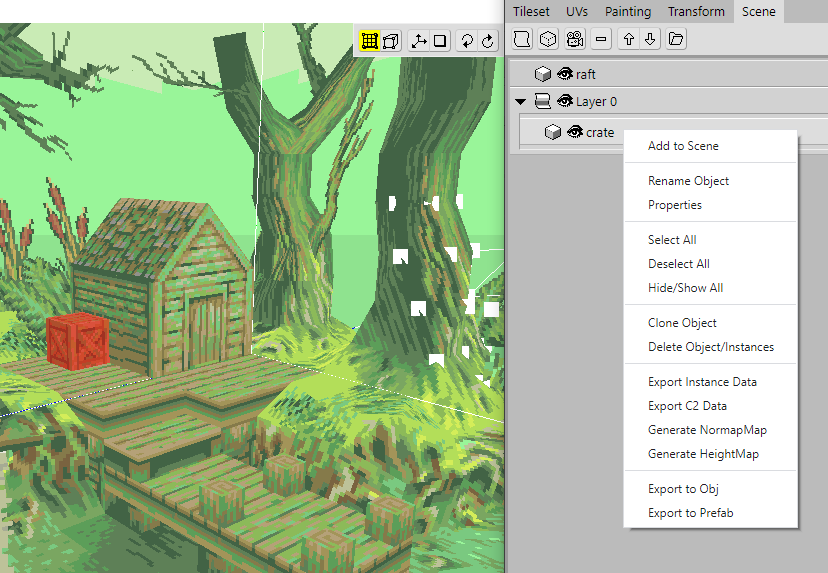 Tileset UVs Painting Transform Scene
raft
Layer 0
crate
Add to Scene
Rename Object
Properties
Select All
Deselect All
Hide/Show All
Clone Object
Delete Object/Instances
Export Instance Data
Export C2 Data
Generate NormapMap
Generate HeightMap
Export to Obj
Export to Prefab